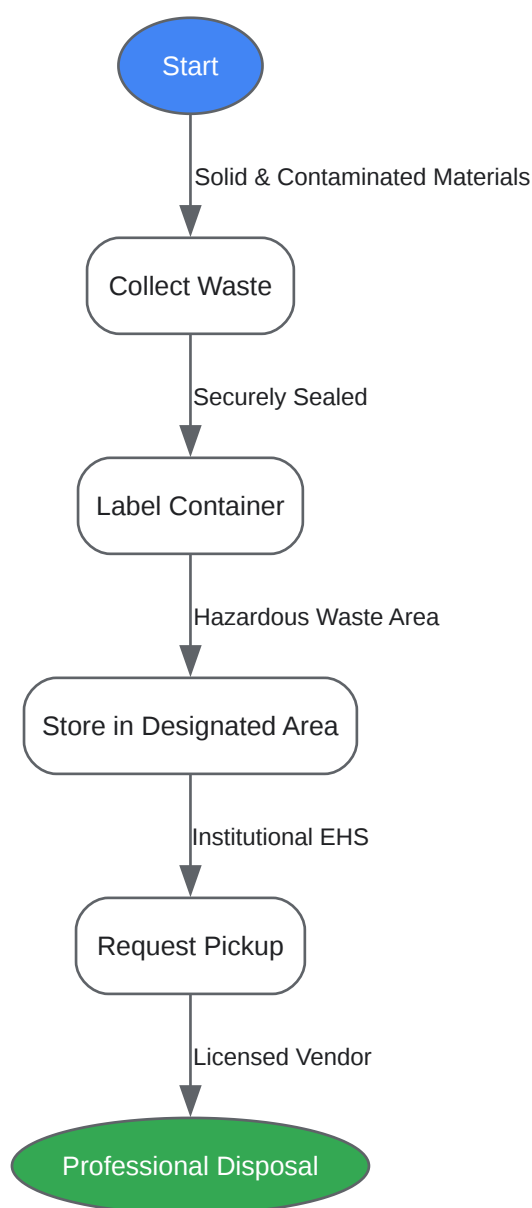 Start
Solid & Contaminated Materials
Collect Waste
Securely Sealed
Label Container
Hazardous Waste Area
Store in Designated Area
Institutional EHS
Request Pickup
Licensed Vendor
Professional Disposal